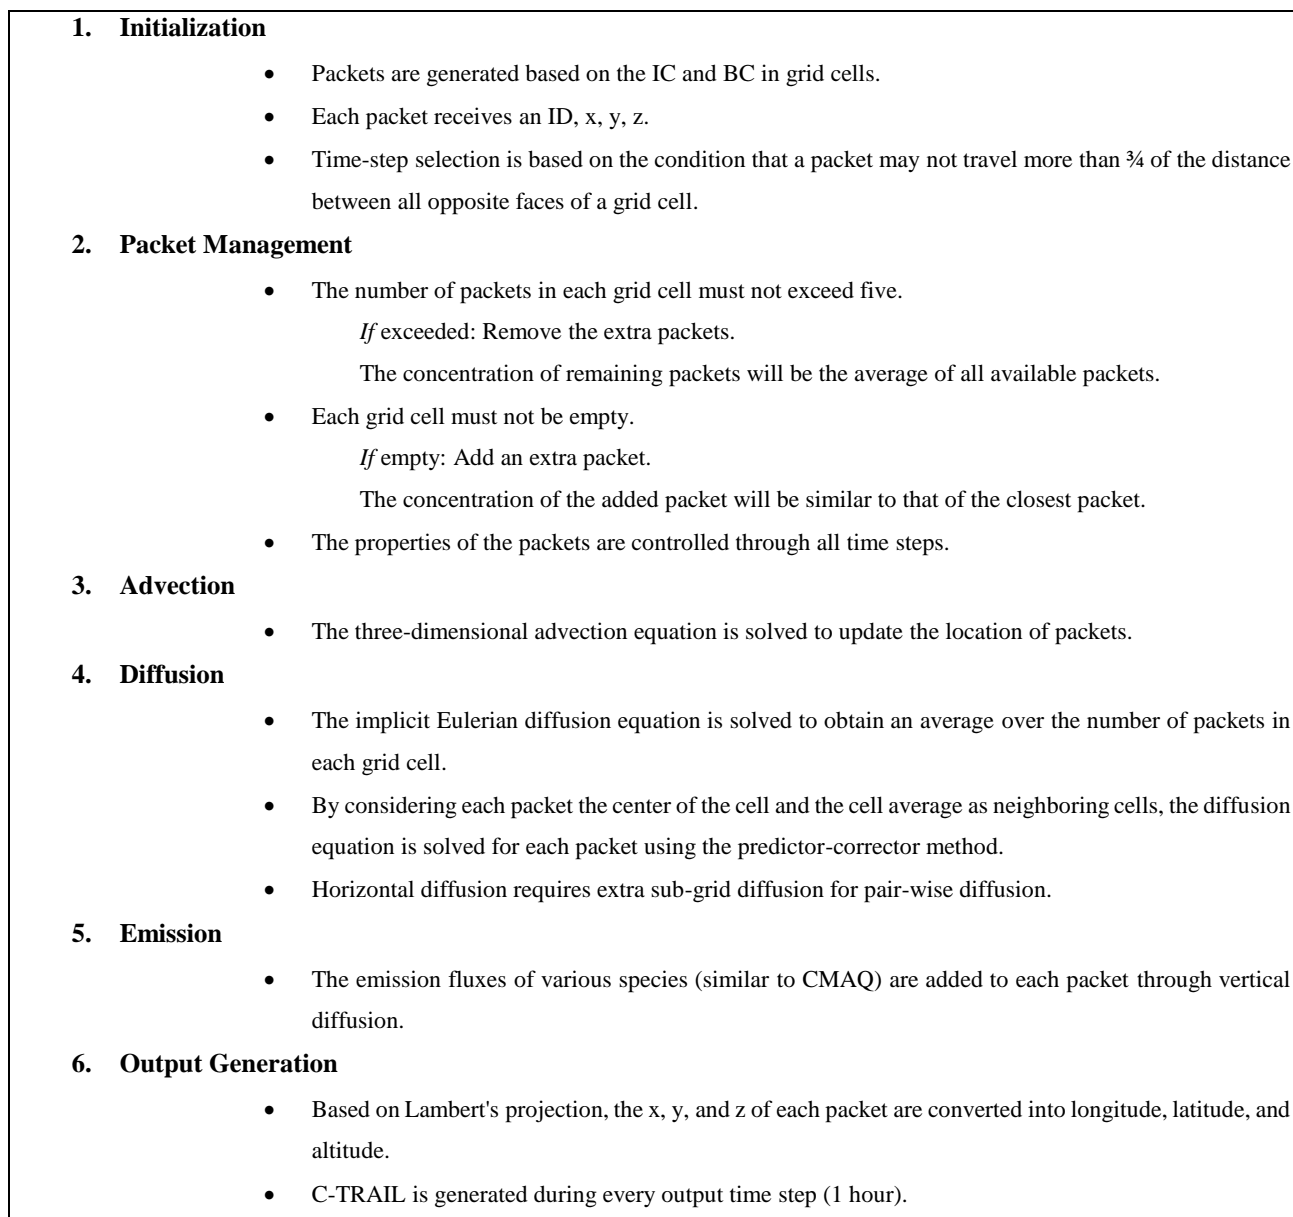 1. Initialization
• Packets are generated based on the IC and BC in grid cells.
• Each packet receives an ID, x, y, z.
• Time-step selection is based on the condition that a packet may not travel more than ¾ of the distance
between all opposite faces of a grid cell.
2. Packet Management
• The number of packets in each grid cell must not exceed five.
If exceeded: Remove the extra packets.
The concentration of remaining packets will be the average of all available packets.
• Each grid cell must not be empty.
If empty: Add an extra packet.
The concentration of the added packet will be similar to that of the closest packet.
• The properties of the packets are controlled through all time steps.
3. Advection
• The three-dimensional advection equation is solved to update the location of packets.
4. Diffusion
• The implicit Eulerian diffusion equation is solved to obtain an average over the number of packets in
each grid cell.
• By considering each packet the center of the cell and the cell average as neighboring cells, the diffusion
equation is solved for each packet using the predictor-corrector method.
• Horizontal diffusion requires extra sub-grid diffusion for pair-wise diffusion.
5. Emission
• The emission fluxes of various species (similar to CMAQ) are added to each packet through vertical
diffusion.
6. Output Generation
• Based on Lambert's projection, the x, y, and z of each packet are converted into longitude, latitude, and
altitude.
• C-TRAIL is generated during every output time step (1 hour).